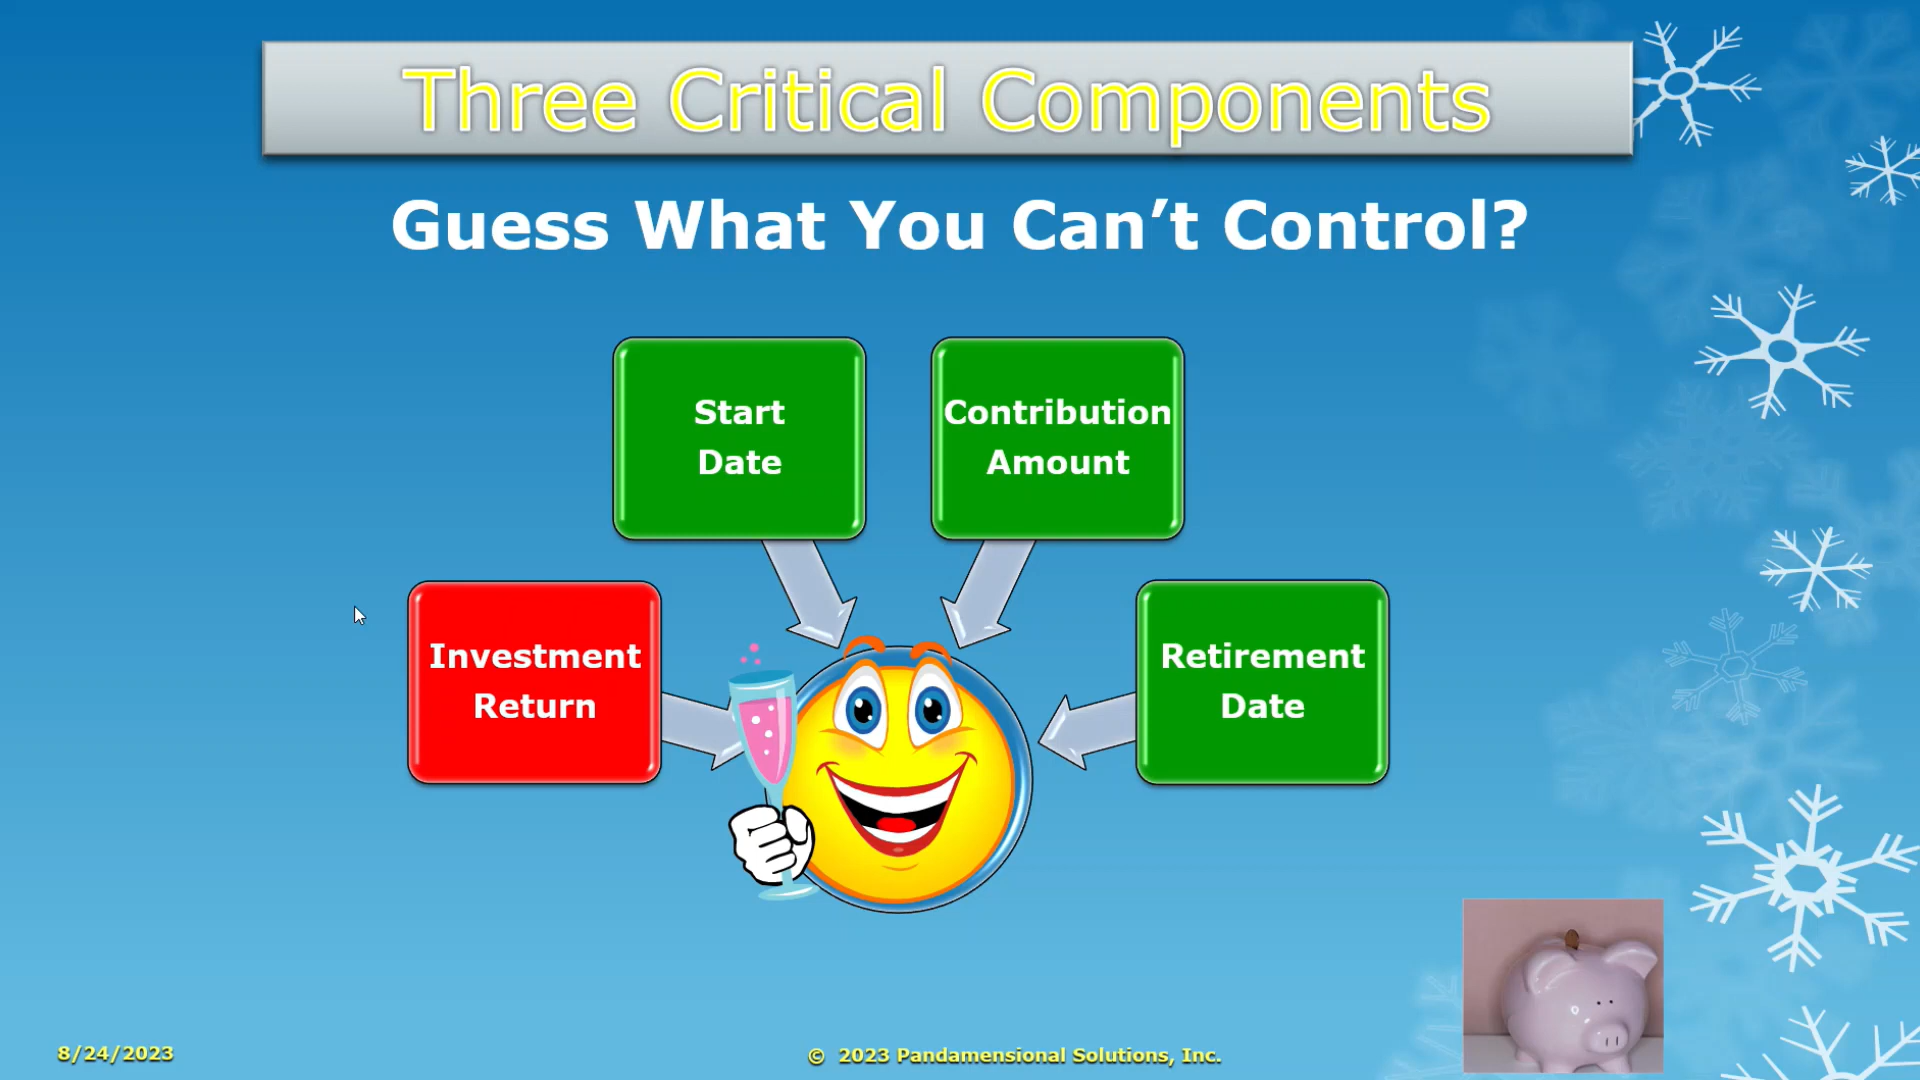 Three Critical Components
Guess What You Can’t Control?
Start
Date
Contribution
Amount
Investment
Return
Retirement
Date
8/24/2023
© 2023 Pandamensional Solutions, Inc.